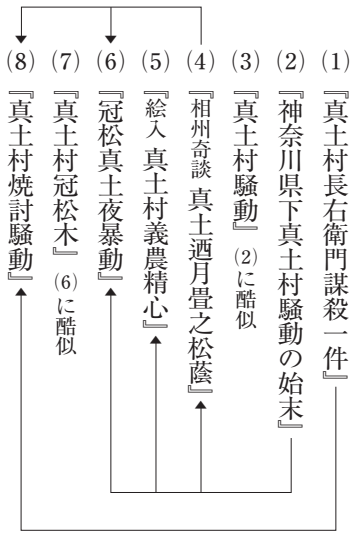 (1)『真土村長右衛門謀殺一件』
(2)『神奈川県下真土村騒動の始末』
(3)『真土村騒動』 (2)に酷似
(4)『相州奇談 真土廼月畳之松蔭』
(5)『絵入 真土村義農精心』
(6)『冠松真土夜暴動』
(7)『真土村冠松木』 (6)に酷似
(8)『真土村焼討騒動』